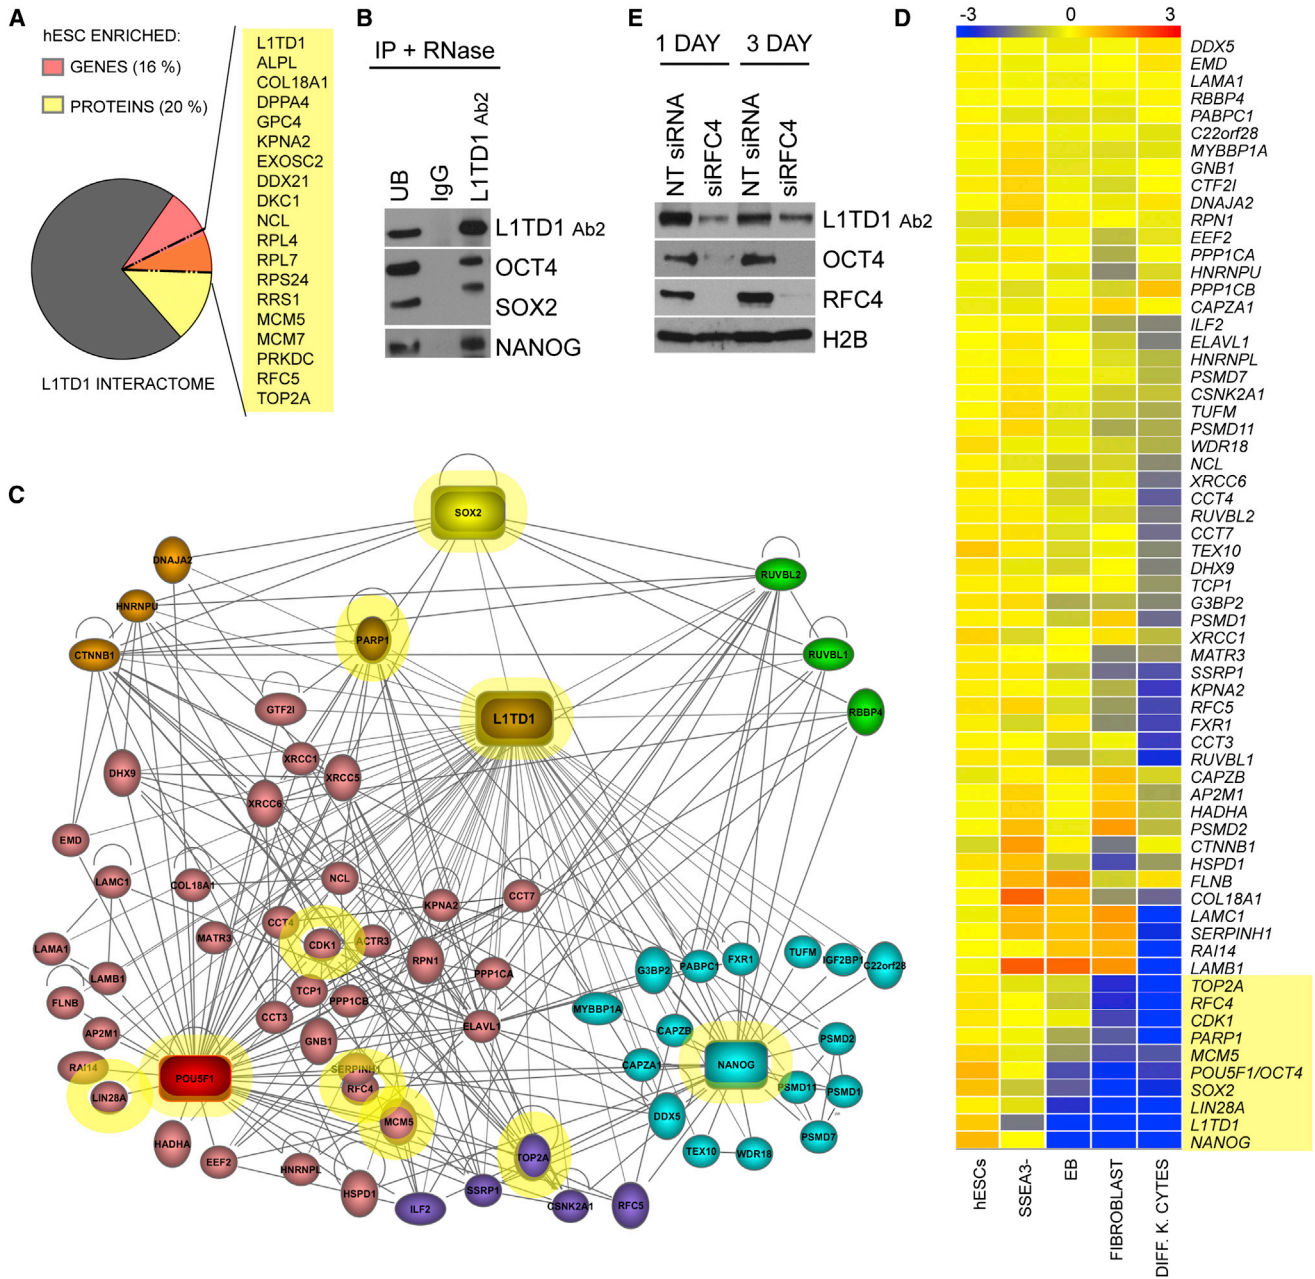 A
hESC ENRICHED:
GENES (16 %)
PROTEINS (20 %)
L1TD1
ALPL
COL18A1
DPPA4
GPC4
KPNA2
EXOSC2
DDX21
DKC1
NCL
RPL4
RPL7
RPS24
RRS1
MCM5
MCM7
PRKDC
RFC5
TOP2A
L1TD1 INTERACTOME
B
IP + RNase
UB
IgG
L1TD1 Ab2
L1TD1 Ab2
OCT4
SOX2
NANOG
E
1 DAY
3 DAY
NT siRNA
siRFC4
NT siRNA
siRFC4
L1TD1 Ab2
OCT4
RFC4
H2B
C
SOX2
DNAJA2
RUVBL2
HNRNPU
PARP1
CTNNB1
RUVBL1
GTF2I
L1TD1
RBBP4
XRCC1
DHX9
XRCC5
XRCC6
EMD
LAMC1
COL18A1
NCL
KPNA2
CCT7
CCT4
MATR3
CDK1
ACTR3
LAMA1
RPN1
G3BP2
PABPC1
FXR1
TUFM
IGF2BP1
C22orf28
LAMB1
PPP1CA
TCP1
PPP1CB
FLNB
MYBBP1A
CCT3
ELAVL1
CAPZB
AP2M1
GNB1
PSMD2
RAI14
POU5F1
SERPINH1
RFC4
CAPZA1
NANOG
PSMD11
PSMD1
LIN28A
MCM5
DDX5
HADHA
PSMD7
EEF2
HNRNPL
TOP2A
TEX10
WDR18
HSPD1
SSRP1
ILF2
CSNK2A1
RFC5
D
-3
0
3
DDX5
EMD
LAMA1
RBBP4
PABPC1
C22orf28
MYBBP1A
GNB1
CTF2I
DNAJA2
RPN1
EEF2
PPP1CA
HNRNPU
PPP1CB
CAPZA1
ILF2
ELAVL1
HNRNPL
PSMD7
CSNK2A1
TUFM
PSMD11
WDR18
NCL
XRCC6
CCT4
RUVBL2
CCT7
TEX10
DHX9
TCP1
G3BP2
PSMD1
XRCC1
MATR3
SSRP1
KPNA2
RFC5
FXR1
CCT3
RUVBL1
CAPZB
AP2M1
HADHA
PSMD2
CTNNB1
HSPD1
FLNB
COL18A1
LAMC1
SERPINH1
RAI14
LAMB1
TOP2A
RFC4
CDK1
PARP1
MCM5
POU5F1/OCT4
SOX2
LIN28A
L1TD1
NANOG
hESCs
SSEA3-
EB
FIBROBLAST
DIFF. K. CYTES